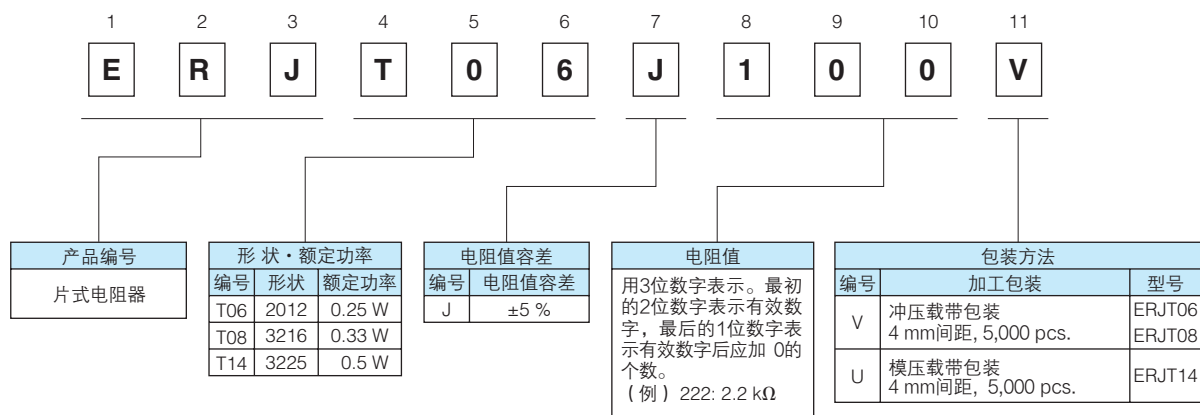 1 2 3 4 5 6 7 8 9 10 11
E R J T 0 6 J 1 0 0 V
产品编号
片式电阻器
形 状・额定功率
编号 形状 额定功率
T06 2012 0.25 W
T08 3216 0.33 W
T14 3225 0.5 W
电阻值容差
编号 电阻值容差
J ±5 %
电阻值
用3位数字表示。最初
的2位数字表示有效数
字，最后的1位数字表
示有效数字后应加 0的
个数。
（例）222: 2.2 kΩ
包装方法
编号 加工包装 型号
V 冲压载带包装 ERJT06
4 mm间距, 5,000 pcs. ERJT08
U 模压载带包装 ERJT14
4 mm间距, 5,000 pcs.